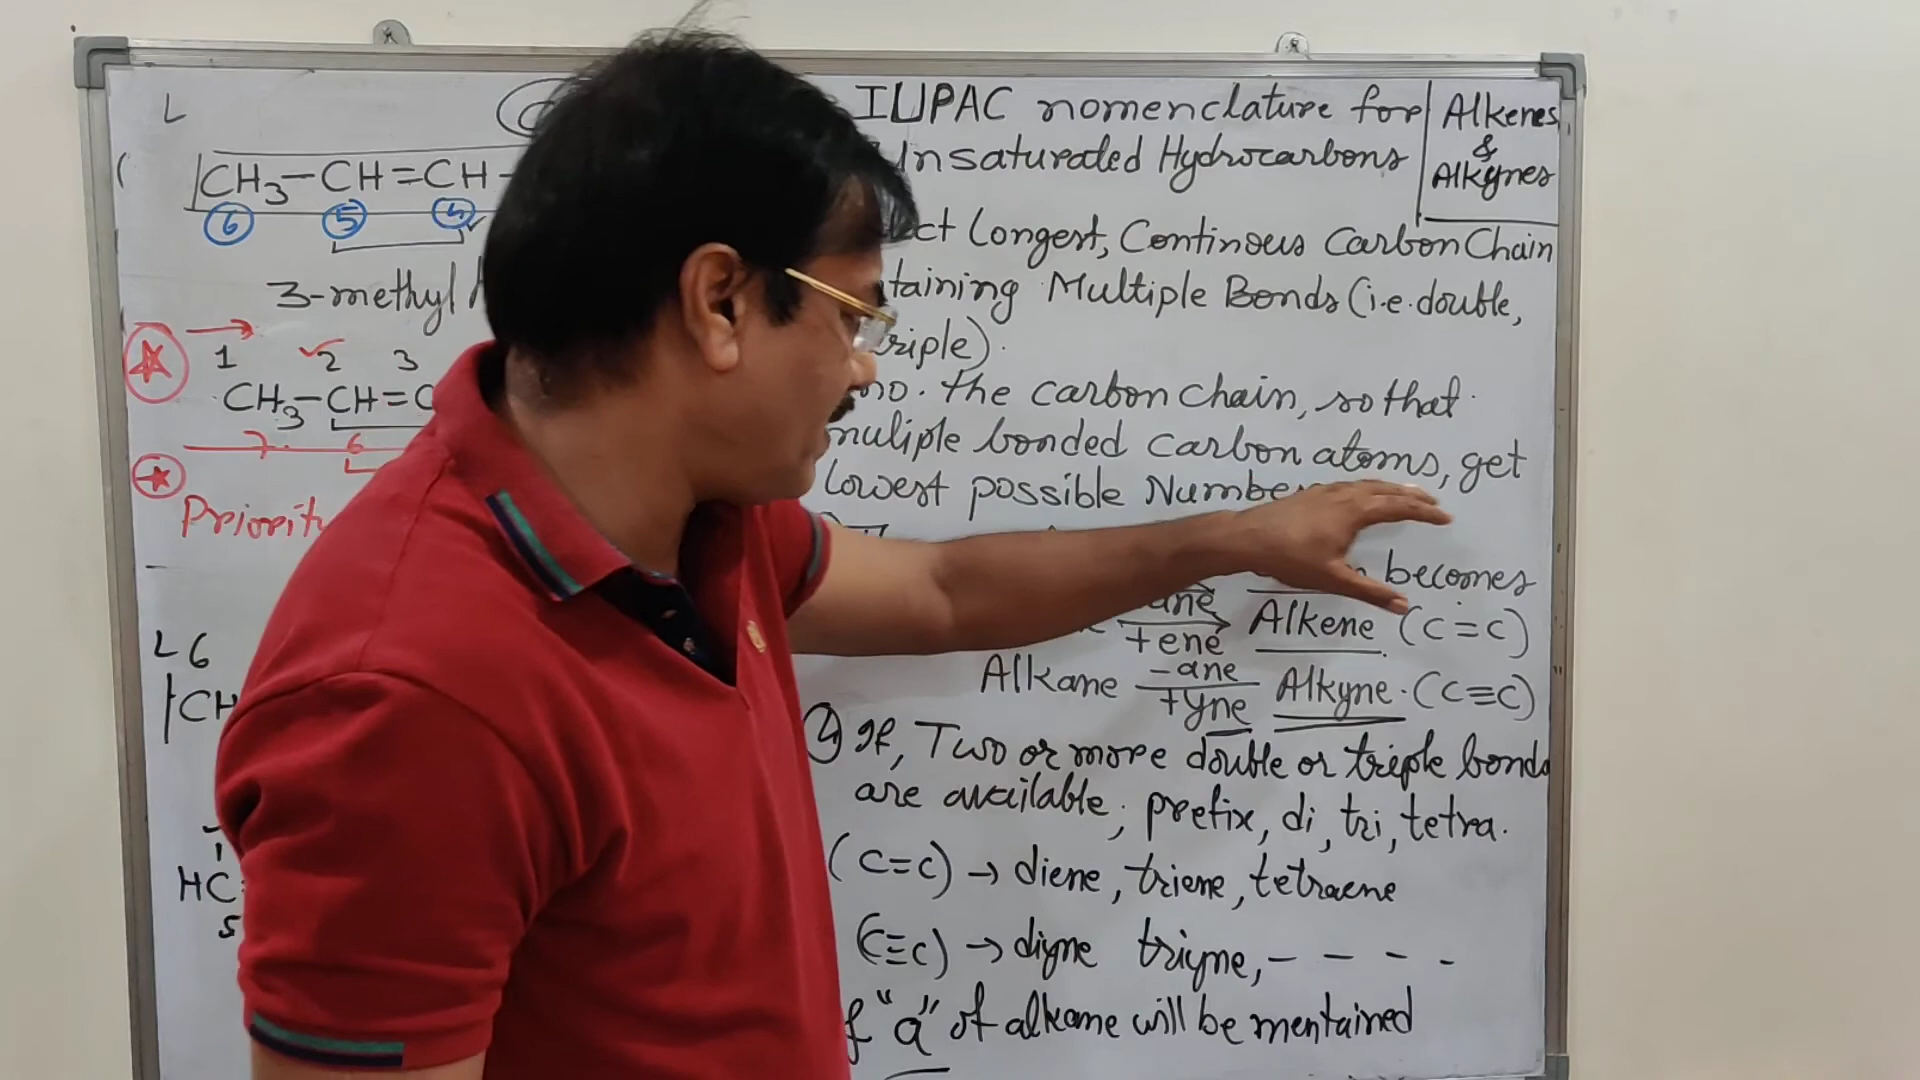 L
CH3-CH=CH-
6 5 4
3-methyl
1 2 3
CH3-CH=C
7 6
Priority
L6
CH
HC
5
IUPAC nomenclature for
Unsaturated Hydrocarbons
Alkenes
&
Alkynes
ct Longest, Continous Carbon Chain
taining Multiple Bonds (i.e. double,
riple).
no. the carbon chain, so that
muliple bonded carbon atoms, get
lowest possible Numbe
becomes
ane
+ene
Alkene (C=C)
Alkane -ane
+yne
Alkyne. (C≡C)
4 If, Two or more double or triple bonds
are available, prefix, di, tri, tetra.
(C=C) → diene, triene, tetraene
(C≡C) → diyne triyne, - - - -
f "a" of alkane will be mentained